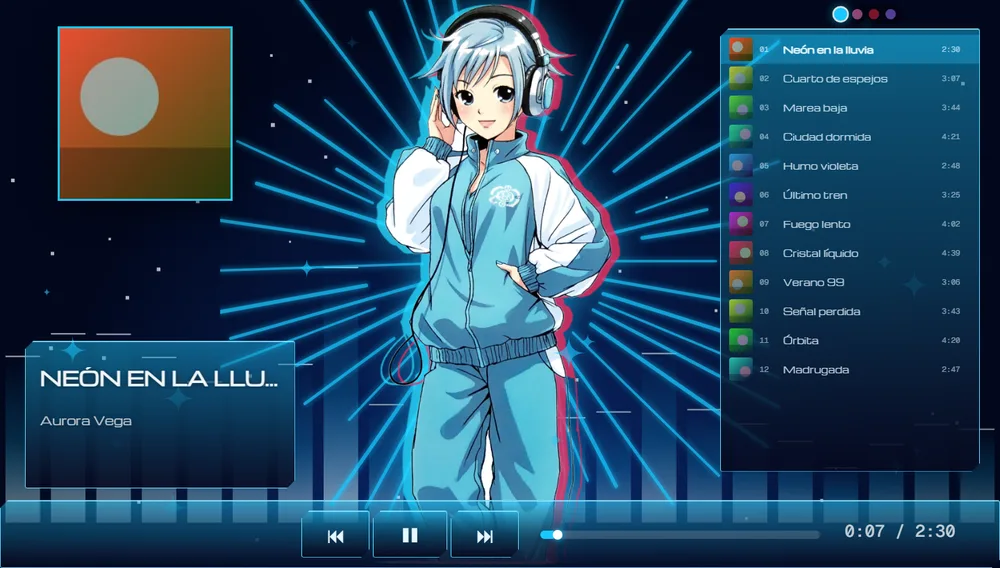 01 Neón en la lluvia 2:30
02 Cuarto de espejos 3:07
03 Marea baja 3:44
04 Ciudad dormida 4:21
05 Humo violeta 2:48
06 Último tren 3:25
07 Fuego lento 4:02
08 Cristal líquido 4:39
09 Verano 99 3:06
10 Señal perdida 3:43
11 Órbita 4:20
12 Madrugada 2:47
NEÓN EN LA LLU...
Aurora Vega
0:07 / 2:30